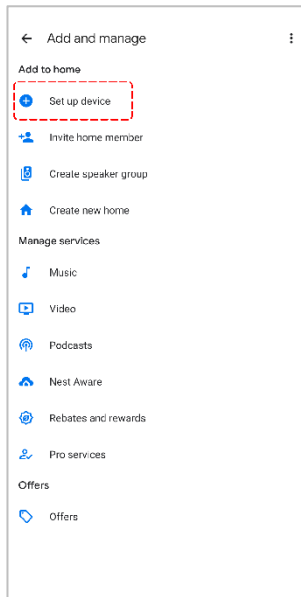 Add and manage
Add to home
Set up device
Invite home member
Create speaker group
Create new home
Manage services
Music
Video
Podcasts
Nest Aware
Rebates and rewards
Pro services
Offers
Offers